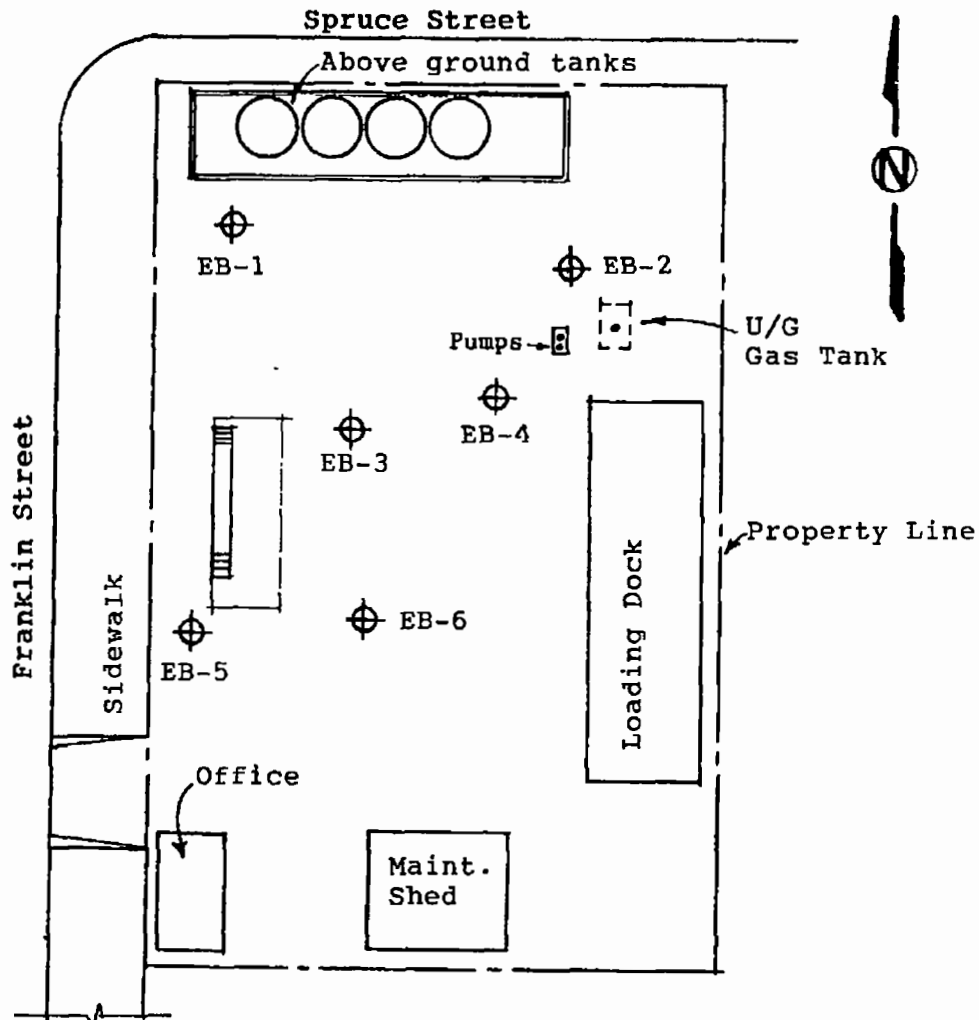 Spruce Street
Above ground tanks
N
EB-1
EB-2
U/G
Gas Tank
Pumps
EB-4
EB-3
Franklin Street
Property Line
Sidewalk
EB-6
EB-5
Loading Dock
Office
Maint.
Shed